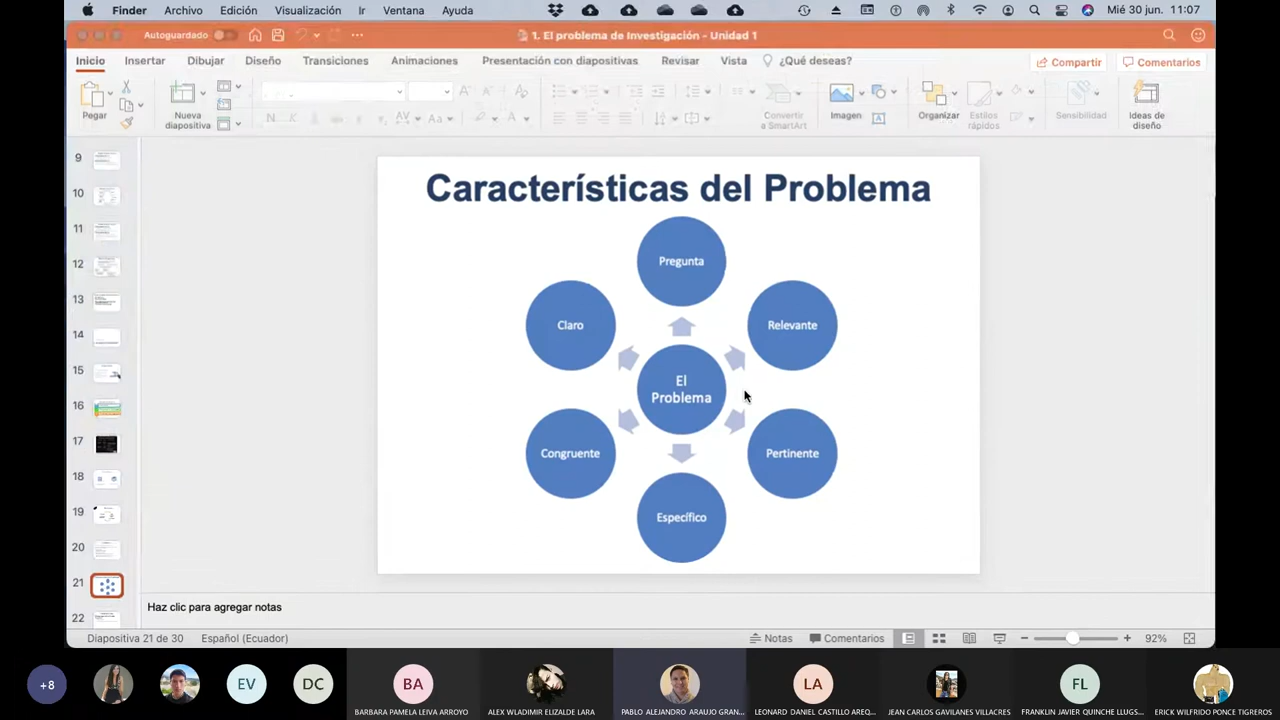 Finder Archivo Edición Visualización Ir Ventana Ayuda Mié 30 jun. 11:07
Autoguardado 1. El problema de Investigación - Unidad 1
Inicio Insertar Dibujar Diseño Transiciones Animaciones Presentación con diapositivas Revisar Vista ¿Qué deseas? Compartir Comentarios
Pegar
Nueva
diapositiva
Convertir
a SmartArt
Imagen
Organizar
Estilos
rápidos
Sensibilidad
Ideas de
diseño
9
10
11
12
13
14
15
16
17
18
19
20
21
22
Características del Problema
Pregunta
Claro
Relevante
El
Problema
Congruente
Pertinente
Específico
Haz clic para agregar notas
Diapositiva 21 de 30 Español (Ecuador) Notas Comentarios 92%
+8 EV DC BA LA FL
BARBARA PAMELA LEIVA ARROYO
ALEX WLADIMIR ELIZALDE LARA
PABLO ALEJANDRO ARAUJO GRAN...
LEONARD DANIEL CASTILLO AREQ...
JEAN CARLOS GAVILANES VILLACRES
FRANKLIN JAVIER QUINCHE LLUGS...
ERICK WILFRIDO PONCE TIGREROS